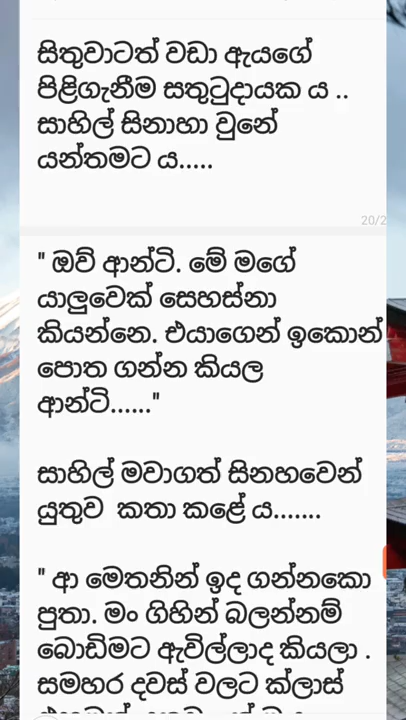 සිතුවාටත් වඩා ඇයගේ
පිළිගැනීම සතුටුදායක ය ..
සාහිල් සිනාහා වුනේ
යන්තමට ය.....
20/2
" ඔව් ආන්ටි. මේ මගේ
යාලුවෙක් සෙහස්නා
කියන්නෙ. එයාගෙන් ඉකොන්
පොත ගන්න කියල
ආන්ටි......"
සාහිල් මවාගත් සිනහවෙන්
යුතුව කතා කළේ ය.......
" ආ මෙතනින් ඉද ගන්නකො
පුතා. මං ගිහින් බලන්නම්
බොඩිමට ඇවිල්ලාද කියලා .
සමහර දවස් වලට ක්ලාස්